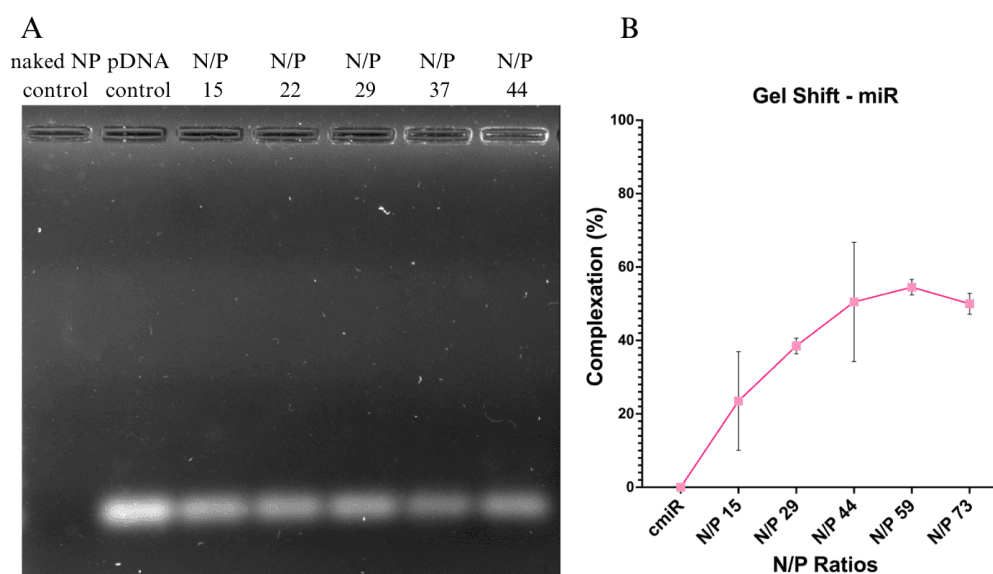 A
naked NP pDNA N/P N/P N/P N/P N/P
control control 15 22 29 37 44
B
Gel Shift - miR
100
80
60
40
20
0
Complexation (%)
cmiR N/P 15 N/P 29 N/P 44 N/P 59 N/P 73
N/P Ratios